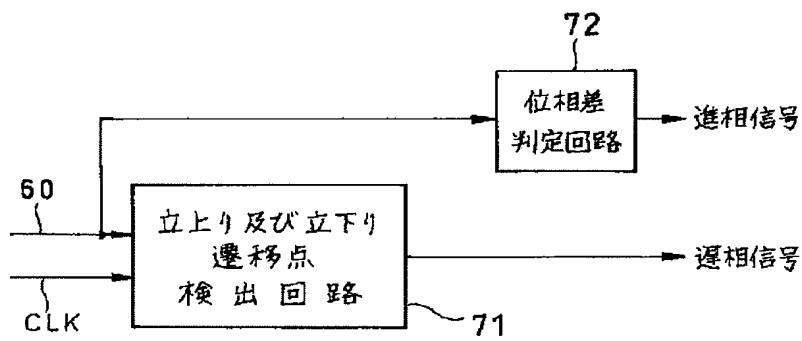 72
位相差
判定回路
進相信号
60
立上り及び立下り
遷移点
検出回路
遅相信号
CLK
71